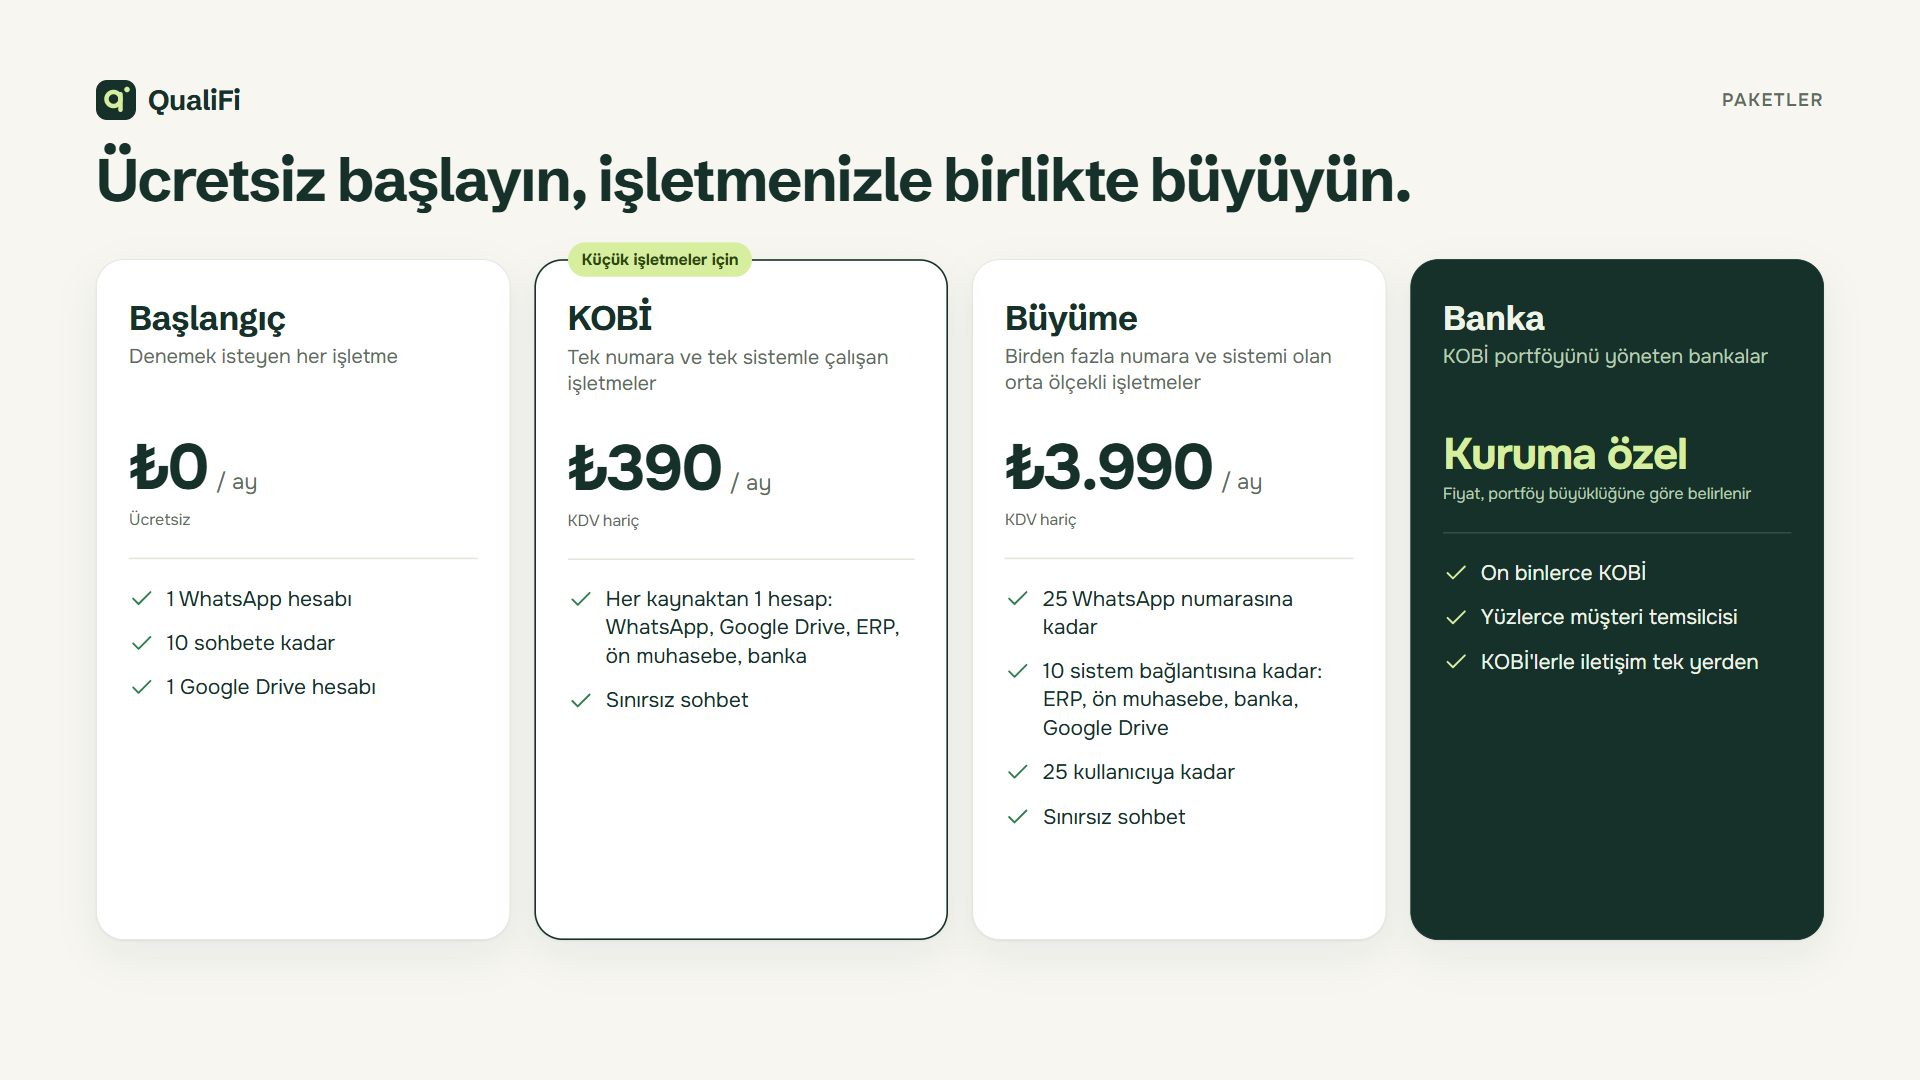 QualiFi
PAKETLER
Ücretsiz başlayın, işletmenizle birlikte büyüyün.
Başlangıç
Denemek isteyen her işletme
₺0 / ay
Ücretsiz
1 WhatsApp hesabı
10 sohbete kadar
1 Google Drive hesabı
Küçük işletmeler için
KOBİ
Tek numara ve tek sistemle çalışan
işletmeler
₺390 / ay
KDV hariç
Her kaynaktan 1 hesap:
WhatsApp, Google Drive, ERP,
ön muhasebe, banka
Sınırsız sohbet
Büyüme
Birden fazla numara ve sistemi olan
orta ölçekli işletmeler
₺3.990 / ay
KDV hariç
25 WhatsApp numarasına
kadar
10 sistem bağlantısına kadar:
ERP, ön muhasebe, banka,
Google Drive
25 kullanıcıya kadar
Sınırsız sohbet
Banka
KOBİ portföyünü yöneten bankalar
Kuruma özel
Fiyat, portföy büyüklüğüne göre belirlenir
On binlerce KOBİ
Yüzlerce müşteri temsilcisi
KOBİ'lerle iletişim tek yerden